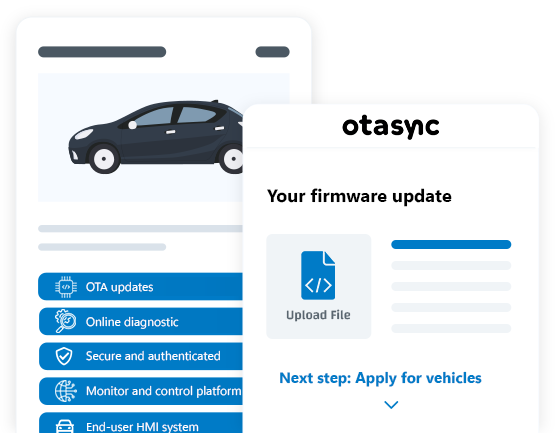 otasync
Your firmware update
Upload File
Next step: Apply for vehicles
OTA updates
Online diagnostic
Secure and authenticated
Monitor and control platform
End-user HMI system